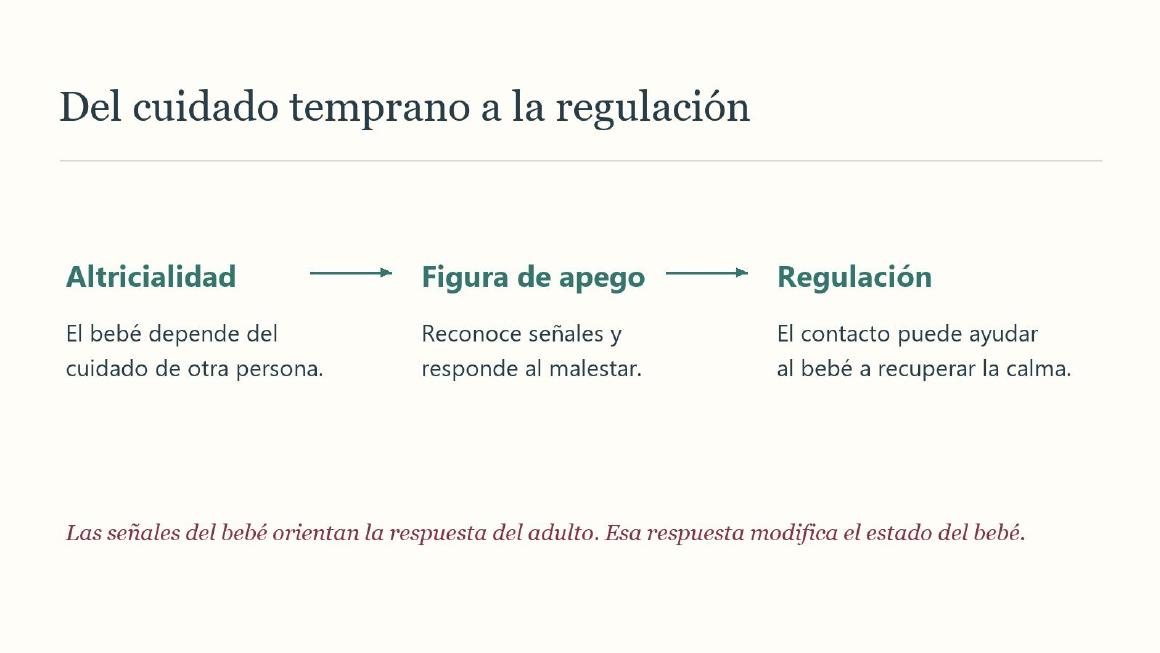 Del cuidado temprano a la regulación
Altricialidad
El bebé depende del
cuidado de otra persona.
Figura de apego
Reconoce señales y
responde al malestar.
Regulación
El contacto puede ayudar
al bebé a recuperar la calma.
Las señales del bebé orientan la respuesta del adulto. Esa respuesta modifica el estado del bebé.